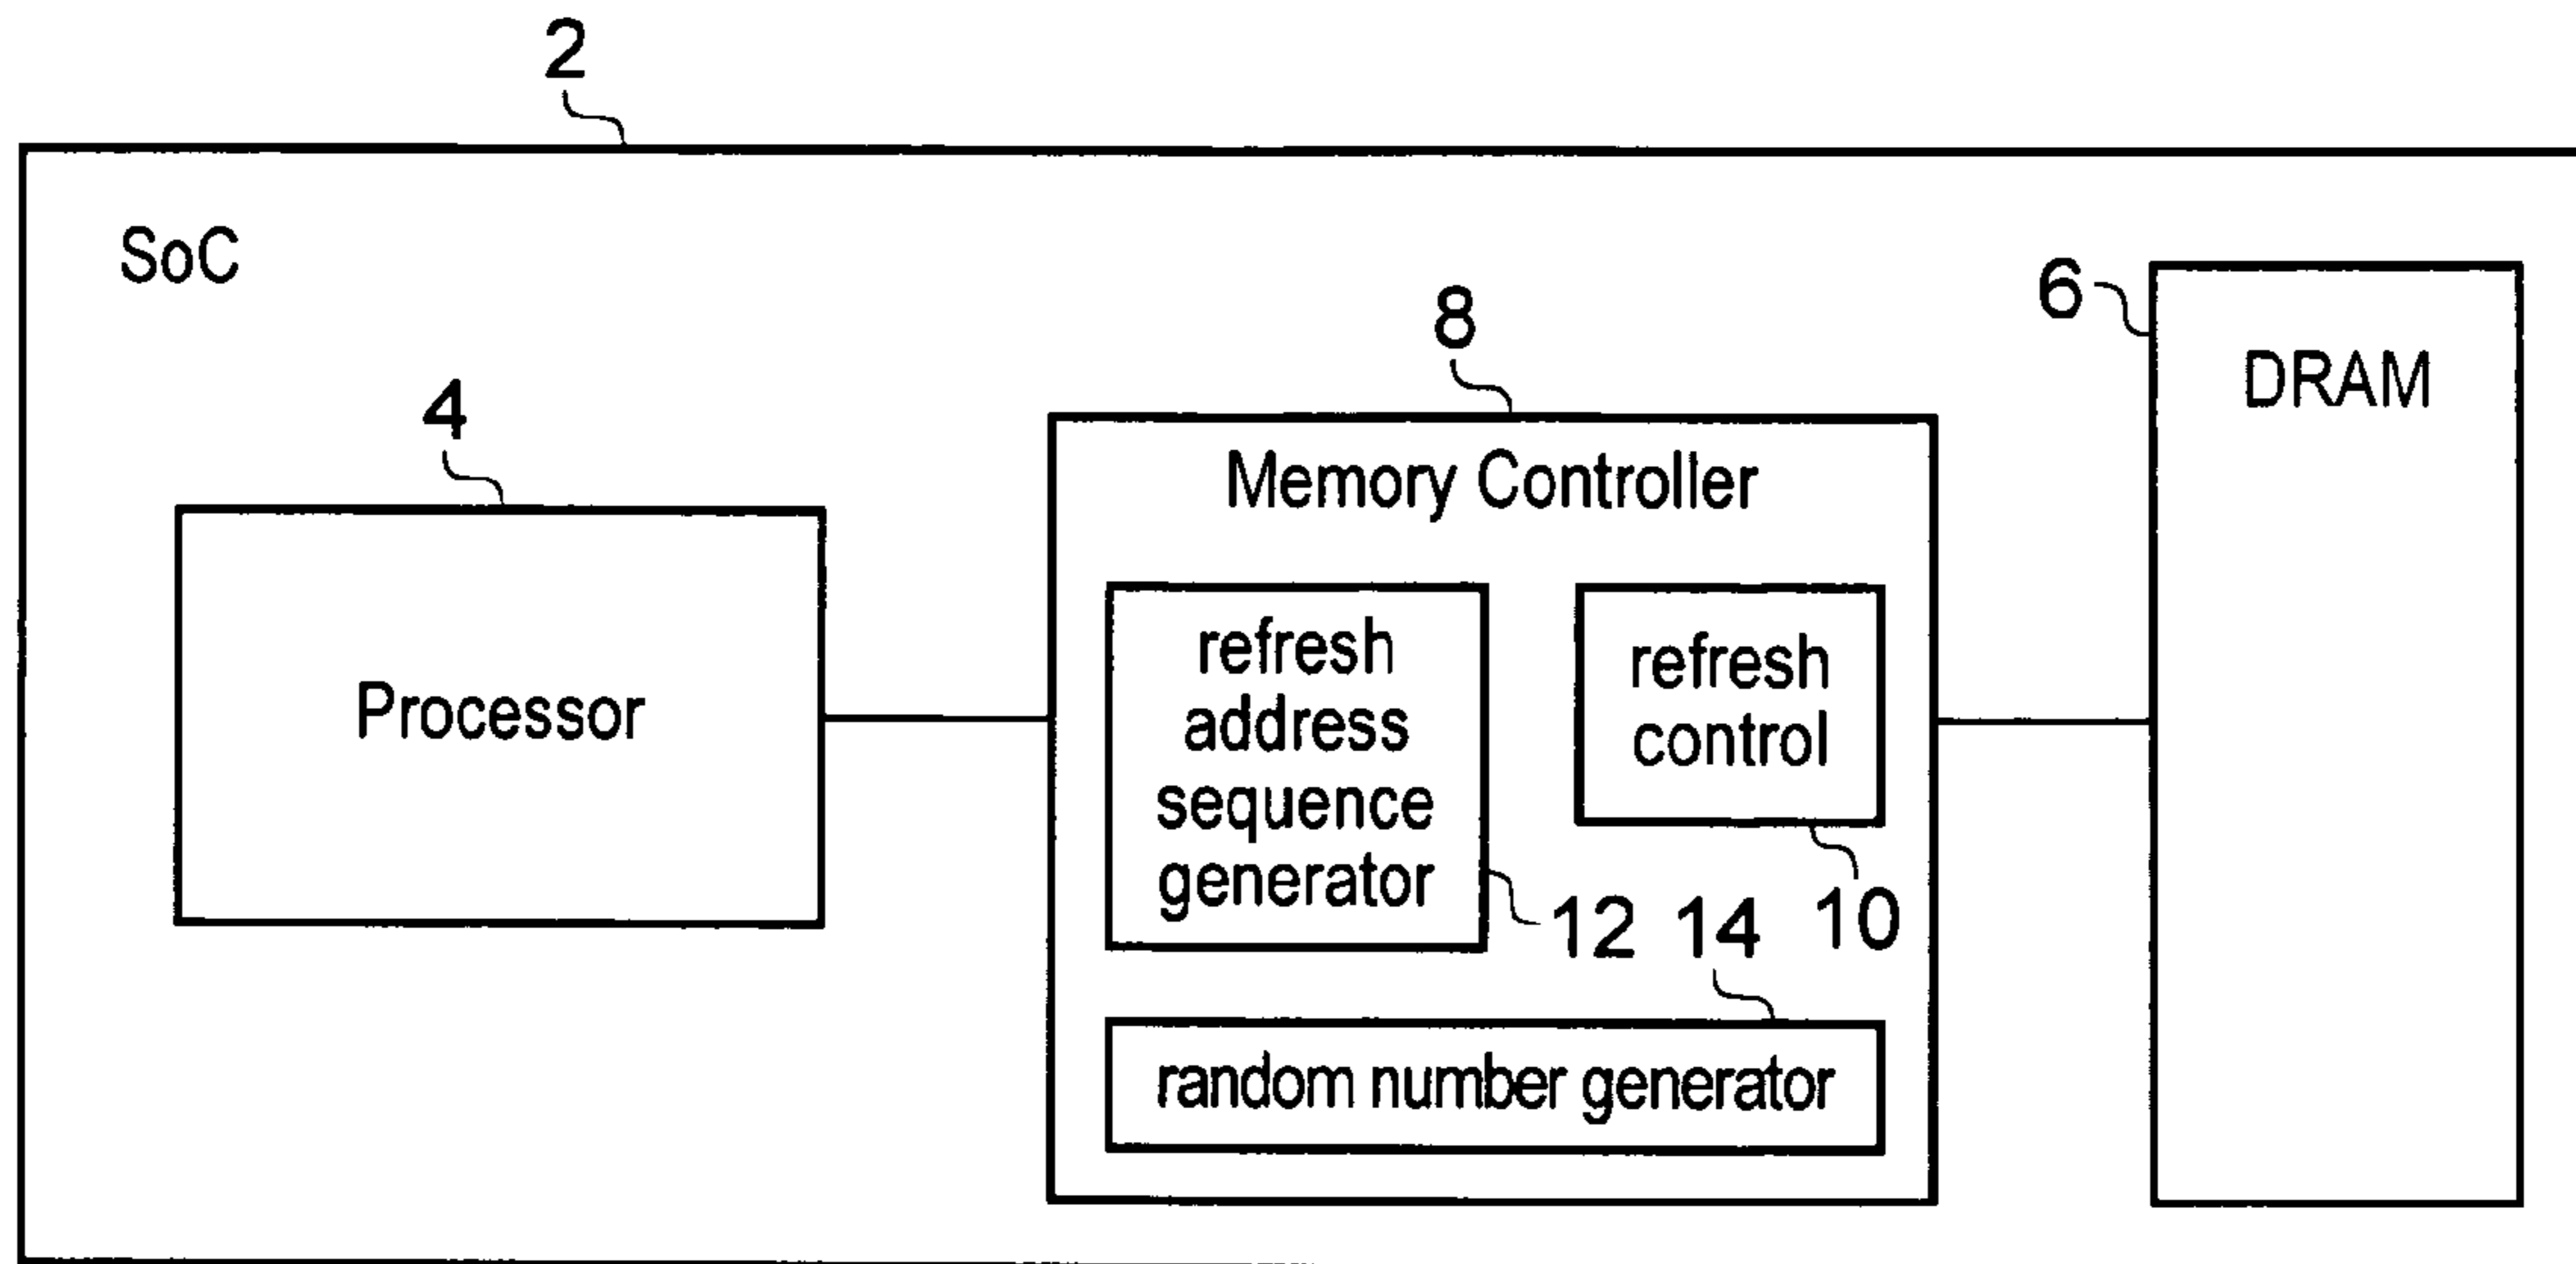 2
SoC
6
DRAM
8
4
Memory Controller
Processor
refresh
address
sequence
generator
refresh
control
12
14
10
random number generator